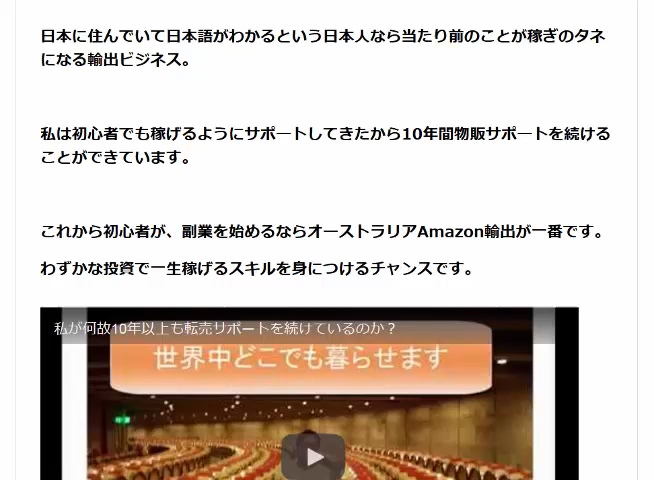 日本に住んでいて日本語がわかるという日本人なら当たり前のことが稼ぎのタネ
になる輸出ビジネス。
私は初心者でも稼げるようにサポートしてきたから10年間物販サポートを続ける
ことができています。
これから初心者が、副業を始めるならオーストラリアAmazon輸出が一番です。
わずかな投資で一生稼げるスキルを身につけるチャンスです。
私が何故10年以上も転売サポートを続けているのか？
世界中どこでも暮らせます